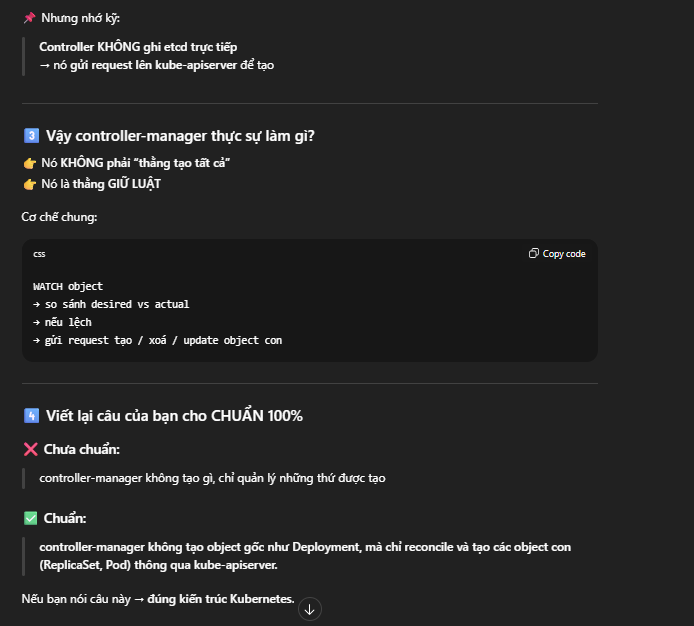 📌 Nhưng nhớ kỹ:
Controller KHÔNG ghi etcd trực tiếp
→ nó gửi request lên kube-apiserver để tạo
3 Vậy controller-manager thực sự làm gì?
👉 Nó KHÔNG phải “thằng tạo tất cả”
👉 Nó là thằng GIỮ LUẬT
Cơ chế chung:
css
Copy code
WATCH object
→ so sánh desired vs actual
→ nếu lệch
→ gửi request tạo / xoá / update object con
4 Viết lại câu của bạn cho CHUẨN 100%
❌ Chưa chuẩn:
controller-manager không tạo gì, chỉ quản lý những thứ được tạo
✅ Chuẩn:
controller-manager không tạo object gốc như Deployment, mà chỉ reconcile và tạo các object con
(ReplicaSet, Pod) thông qua kube-apiserver.
Nếu bạn nói câu này → đúng kiến trúc Kubernetes.